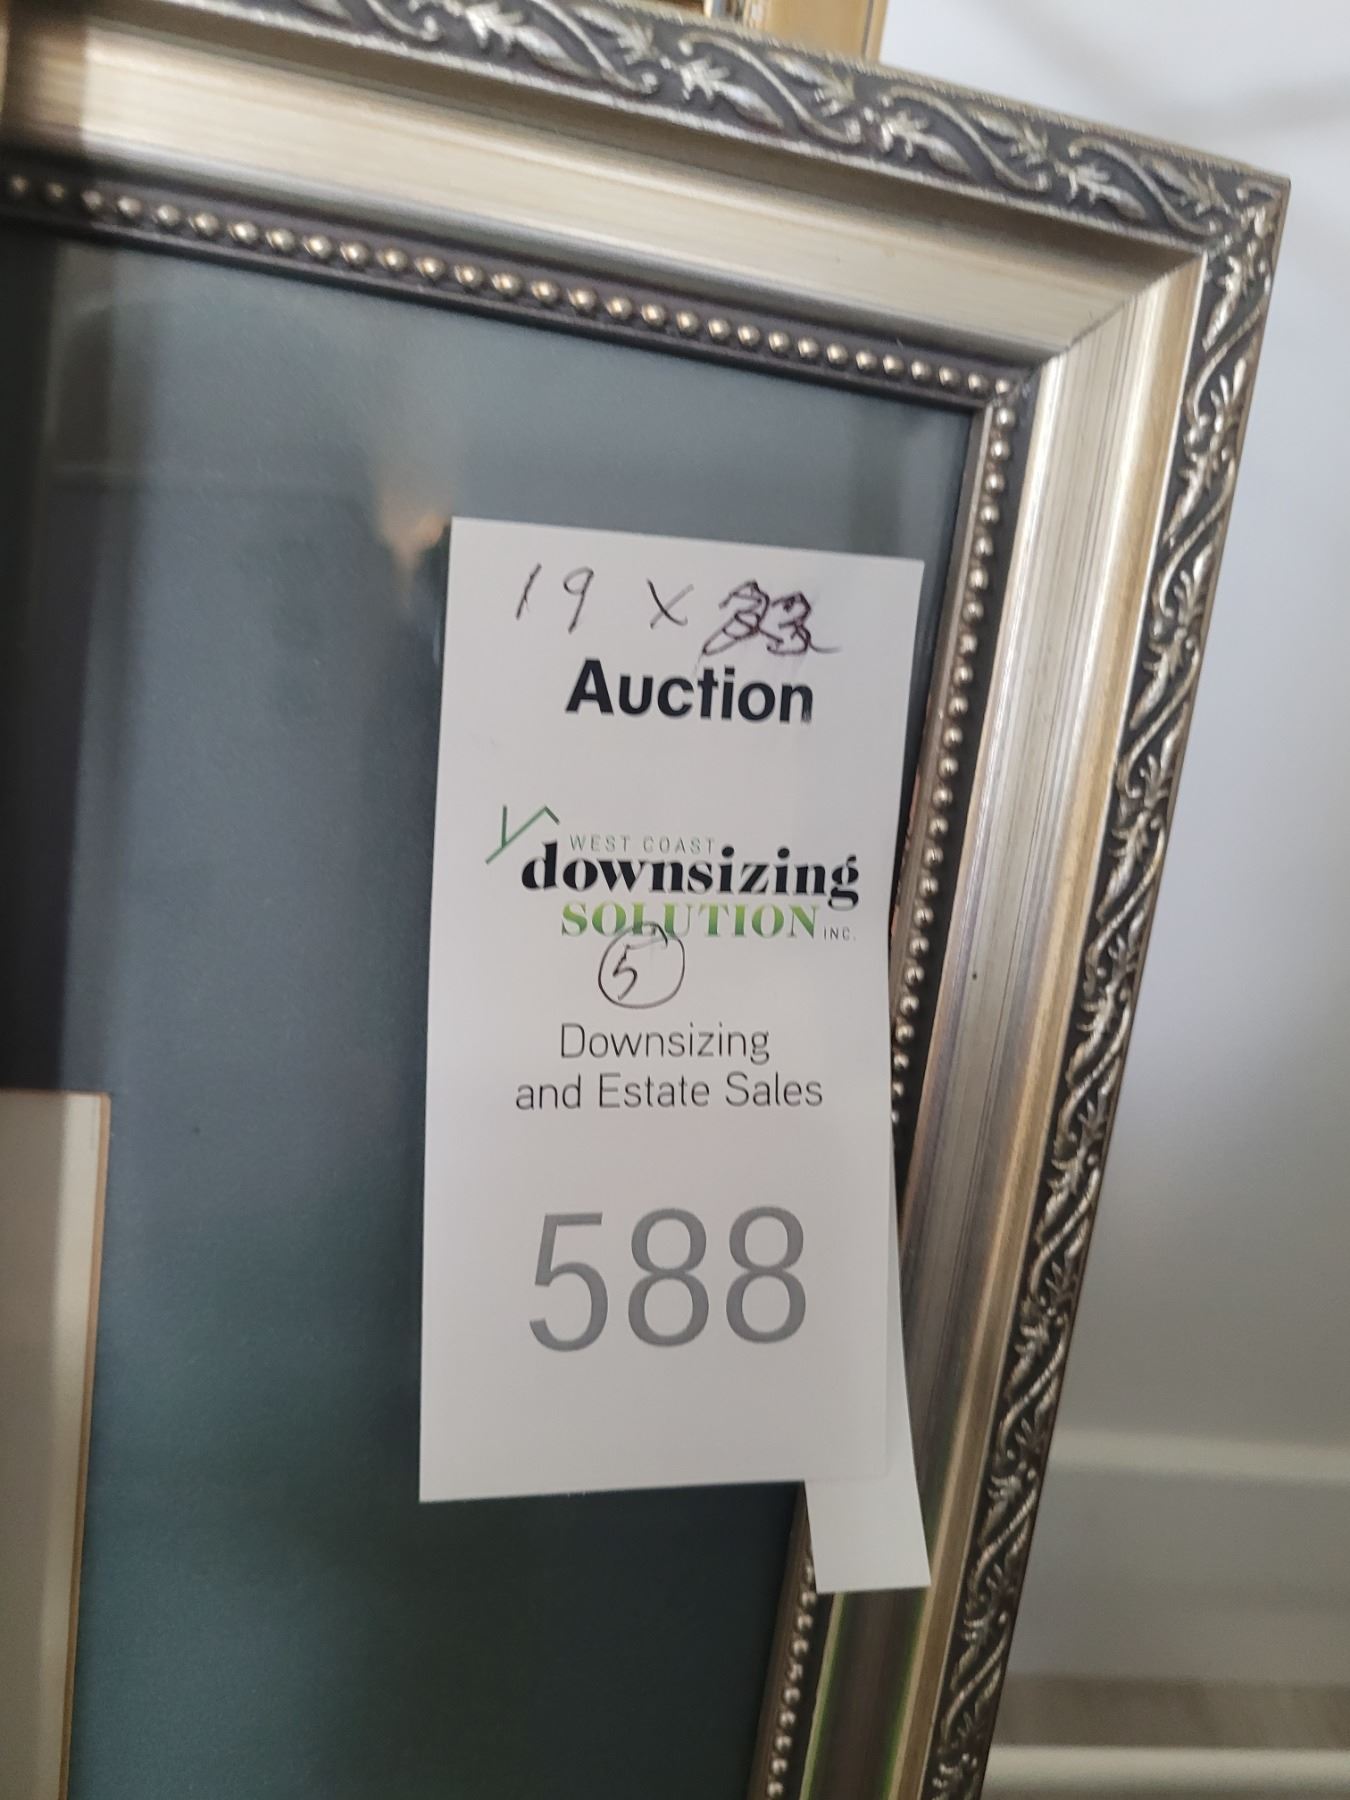 19 X
Auction
WEST COAST
downsizing
SOLUTION INC.
5
Downsizing
and Estate Sales
588